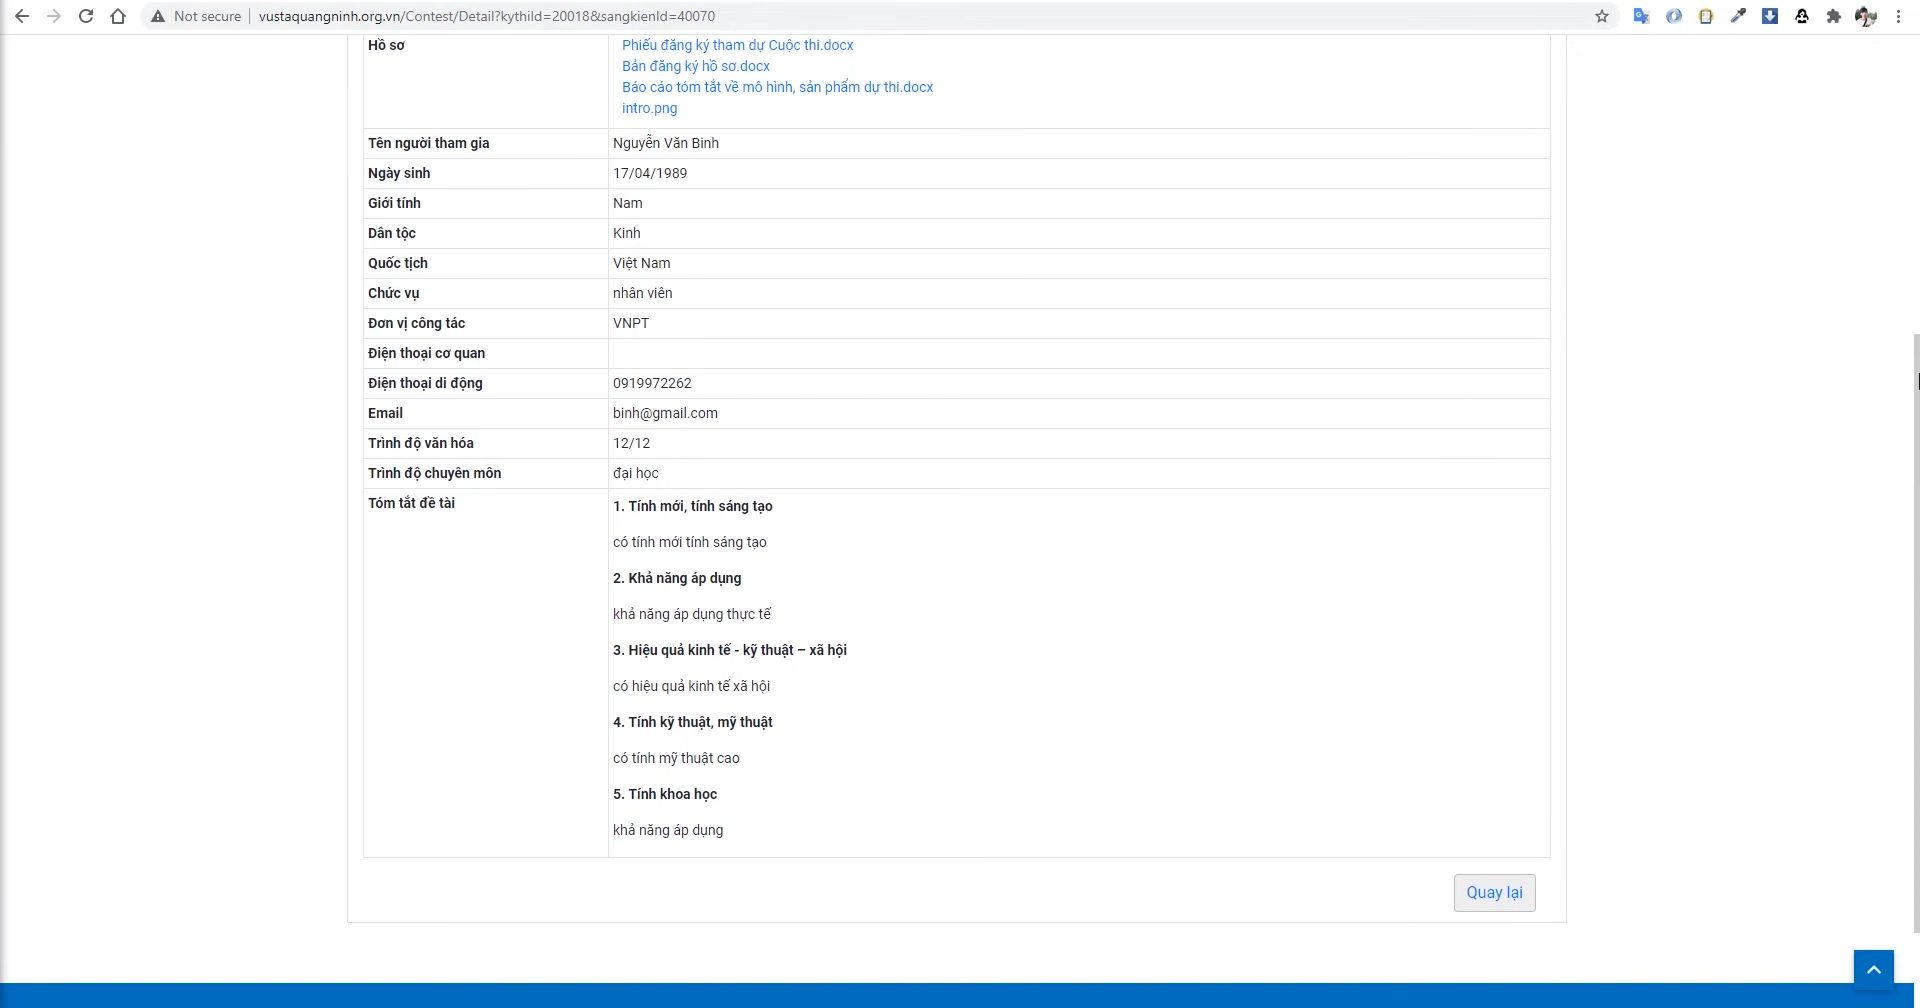 Not secure
vustaquangninh.org.vn/Contest/Detail?kythiId=20018&sangkienId=40070
Hồ sơ
Phiếu đăng ký tham dự Cuộc thi.docx
Bản đăng ký hồ sơ.docx
Báo cáo tóm tắt về mô hình, sản phẩm dự thi.docx
intro.png
Tên người tham gia
Nguyễn Văn Binh
Ngày sinh
17/04/1989
Giới tính
Nam
Dân tộc
Kinh
Quốc tịch
Việt Nam
Chức vụ
nhân viên
Đơn vị công tác
VNPT
Điện thoại cơ quan
Điện thoại di động
0919972262
Email
binh@gmail.com
Trình độ văn hóa
12/12
Trình độ chuyên môn
đại học
Tóm tắt đề tài
1. Tính mới, tính sáng tạo
có tính mới tính sáng tạo
2. Khả năng áp dụng
khả năng áp dụng thực tế
3. Hiệu quả kinh tế - kỹ thuật – xã hội
có hiệu quả kinh tế xã hội
4. Tính kỹ thuật, mỹ thuật
có tính mỹ thuật cao
5. Tính khoa học
khả năng áp dụng
Quay lại